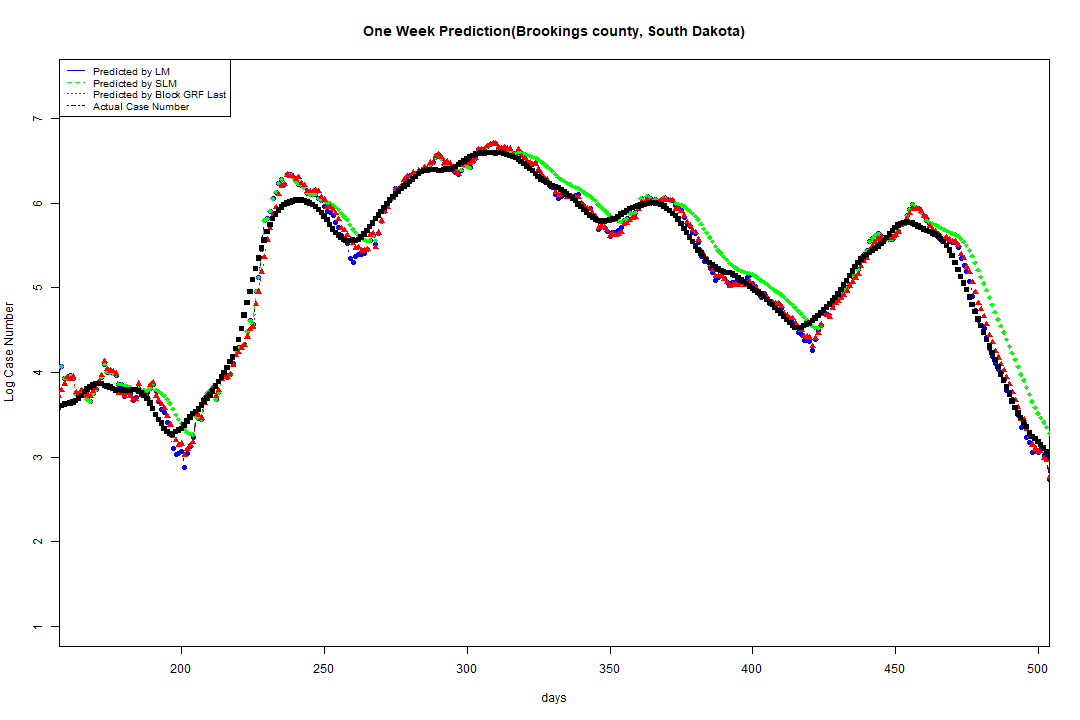 One Week Prediction(Brookings county, South Dakota)
Predicted by LM
Predicted by SLM
Predicted by Block GRF Last
Actual Case Number
7
6
5
4
3
2
1
Log Case Number
200 250 300 350 400 450 500
days